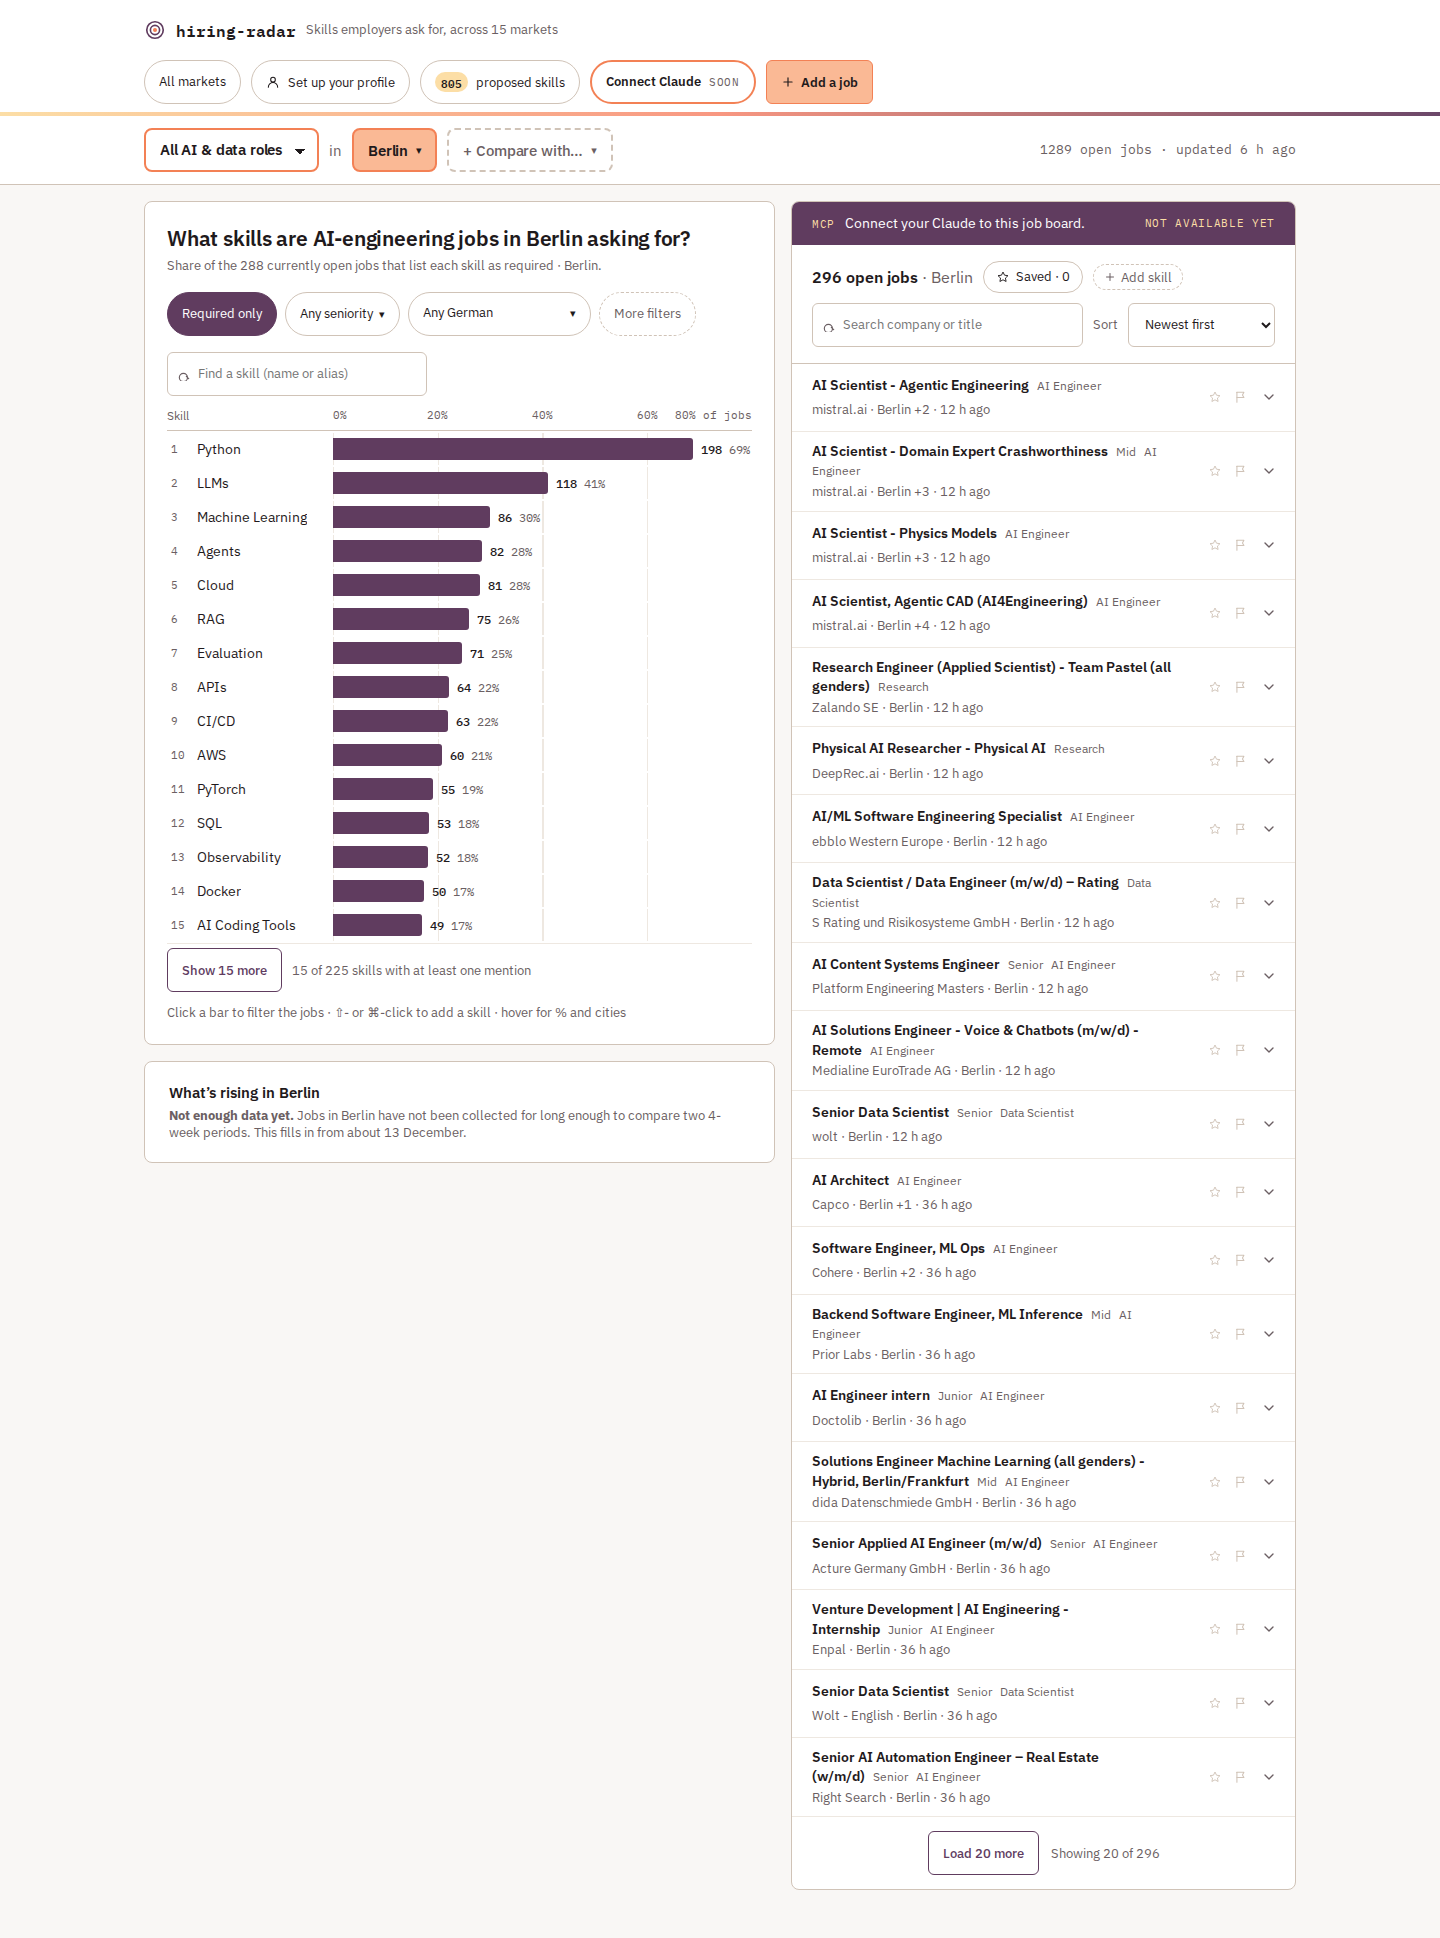 hiring-radar Skills employers ask for, across 15 markets
All markets
Set up your profile
805 proposed skills
Connect Claude SOON
+ Add a job
All AI & data roles
in
Berlin ▾
+ Compare with... ▾
1289 open jobs · updated 6 h ago
What skills are AI-engineering jobs in Berlin asking for?
Share of the 288 currently open jobs that list each skill as required · Berlin.
Required only
Any seniority ▾
Any German ▾
More filters
Find a skill (name or alias)
Skill 0% 20% 40% 60% 80% of jobs
1 Python 198 69%
2 LLMs 118 41%
3 Machine Learning 86 30%
4 Agents 82 28%
5 Cloud 81 28%
6 RAG 75 26%
7 Evaluation 71 25%
8 APIs 64 22%
9 CI/CD 63 22%
10 AWS 60 21%
11 PyTorch 55 19%
12 SQL 53 18%
13 Observability 52 18%
14 Docker 50 17%
15 AI Coding Tools 49 17%
Show 15 more
15 of 225 skills with at least one mention
Click a bar to filter the jobs · ⇧- or ⌘-click to add a skill · hover for % and cities
What's rising in Berlin
Not enough data yet. Jobs in Berlin have not been collected for long enough to compare two 4-
week periods. This fills in from about 13 December.
MCP Connect your Claude to this job board. NOT AVAILABLE YET
296 open jobs · Berlin
Saved · 0
+ Add skill
Search company or title
Sort
Newest first
AI Scientist - Agentic Engineering AI Engineer
mistral.ai · Berlin +2 · 12 h ago
AI Scientist - Domain Expert Crashworthiness Mid AI
Engineer
mistral.ai · Berlin +3 · 12 h ago
AI Scientist - Physics Models AI Engineer
mistral.ai · Berlin +3 · 12 h ago
AI Scientist, Agentic CAD (AI4Engineering) AI Engineer
mistral.ai · Berlin +4 · 12 h ago
Research Engineer (Applied Scientist) - Team Pastel (all
genders) Research
Zalando SE · Berlin · 12 h ago
Physical AI Researcher - Physical AI Research
DeepRec.ai · Berlin · 12 h ago
AI/ML Software Engineering Specialist AI Engineer
ebblo Western Europe · Berlin · 12 h ago
Data Scientist / Data Engineer (m/w/d) – Rating Data
Scientist
S Rating und Risikosysteme GmbH · Berlin · 12 h ago
AI Content Systems Engineer Senior AI Engineer
Platform Engineering Masters · Berlin · 12 h ago
AI Solutions Engineer - Voice & Chatbots (m/w/d) -
Remote AI Engineer
Medialine EuroTrade AG · Berlin · 12 h ago
Senior Data Scientist Senior Data Scientist
wolt · Berlin · 12 h ago
AI Architect AI Engineer
Capco · Berlin +1 · 36 h ago
Software Engineer, ML Ops AI Engineer
Cohere · Berlin +2 · 36 h ago
Backend Software Engineer, ML Inference Mid AI
Engineer
Prior Labs · Berlin · 36 h ago
AI Engineer intern Junior AI Engineer
Doctolib · Berlin · 36 h ago
Solutions Engineer Machine Learning (all genders) -
Hybrid, Berlin/Frankfurt Mid AI Engineer
dida Datenschmiede GmbH · Berlin · 36 h ago
Senior Applied AI Engineer (m/w/d) Senior AI Engineer
Acture Germany GmbH · Berlin · 36 h ago
Venture Development | AI Engineering -
Internship Junior AI Engineer
Enpal · Berlin · 36 h ago
Senior Data Scientist Senior Data Scientist
Wolt - English · Berlin · 36 h ago
Senior AI Automation Engineer – Real Estate
(w/m/d) Senior AI Engineer
Right Search · Berlin · 36 h ago
Load 20 more
Showing 20 of 296